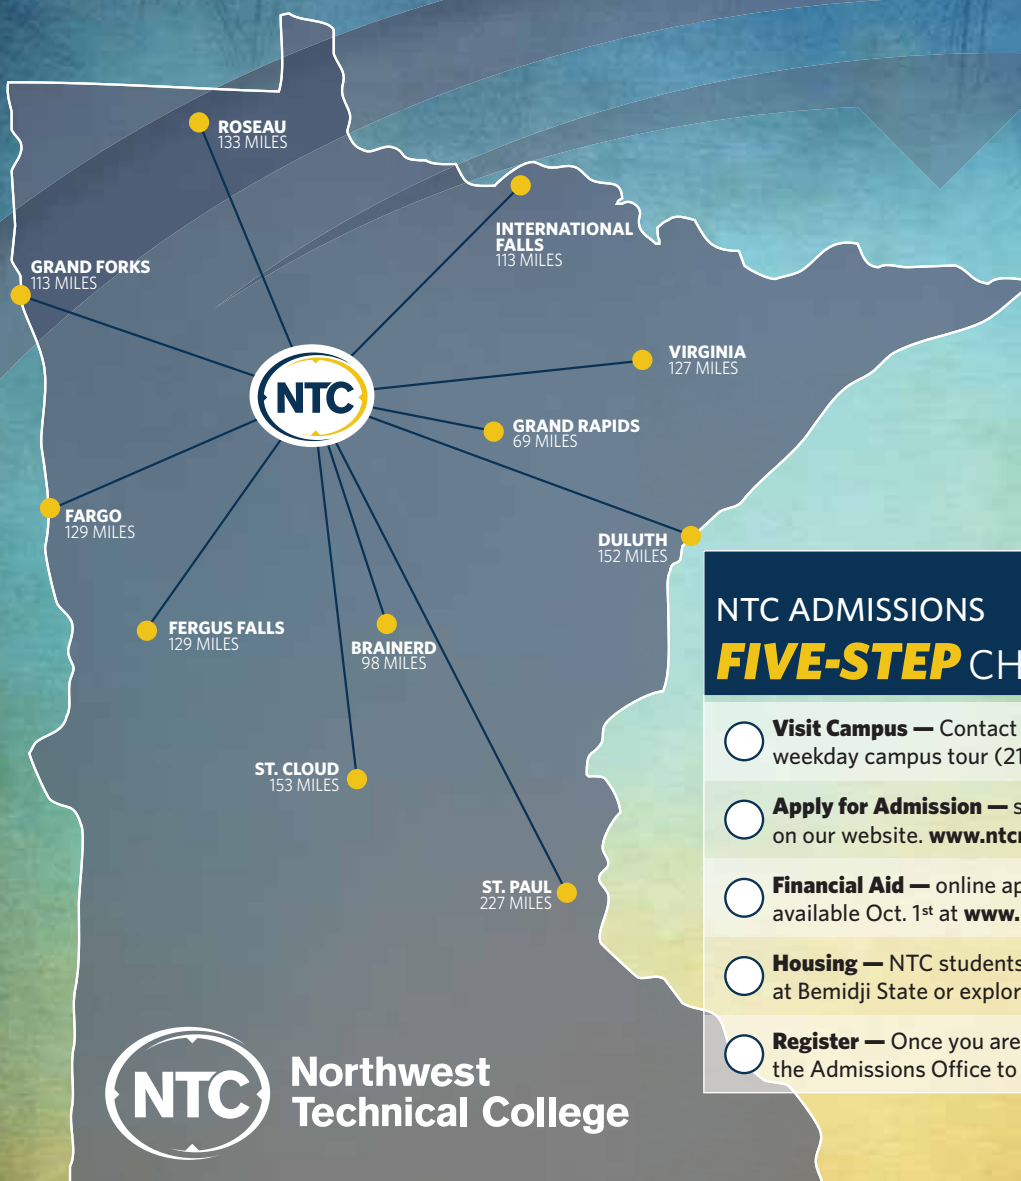 ROSEAU
133 MILES
INTERNATIONAL
FALLS
113 MILES
GRAND FORKS
113 MILES
VIRGINIA
127 MILES
NTC
GRAND RAPIDS
69 MILES
FARGO
129 MILES
DULUTH
152 MILES
FERGUS FALLS
129 MILES
BRAINERD
98 MILES
ST. CLOUD
153 MILES
ST. PAUL
227 MILES
NTC ADMISSIONS
FIVE-STEP CH
Visit Campus — Contact
weekday campus tour (21
Apply for Admission — s
on our website. www.ntc
Financial Aid — online ap
available Oct. 1st at www.
Housing — NTC students
at Bemidji State or explor
Register — Once you are
the Admissions Office to
NTC
Northwest
Technical College